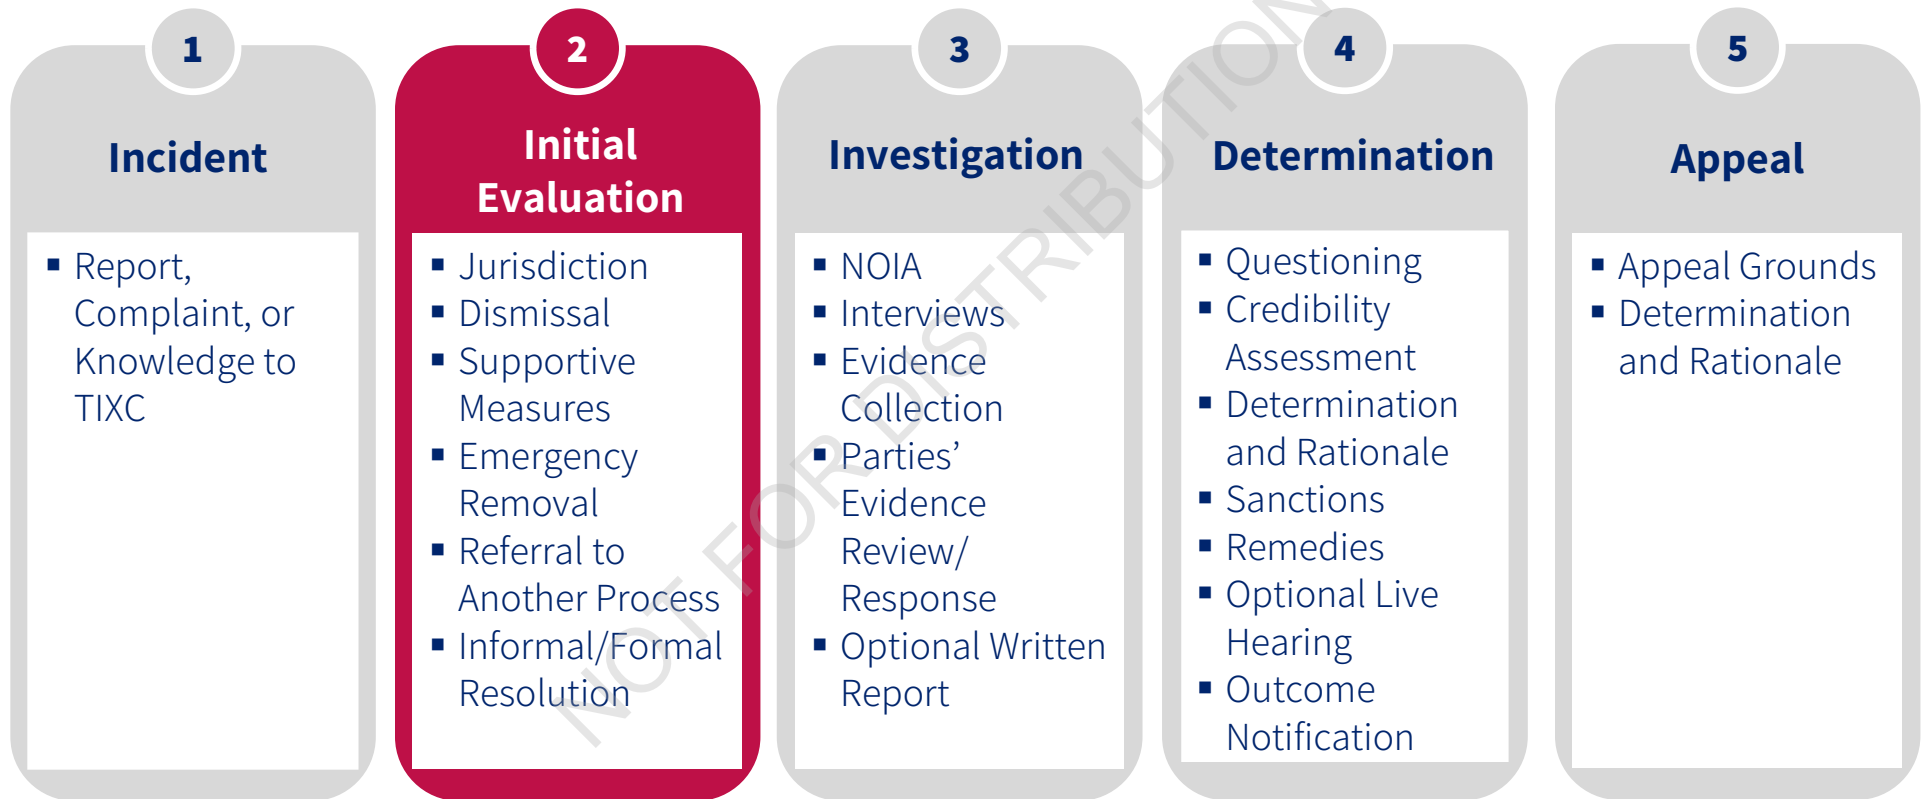 1
Incident
▪ Report,
Complaint, or
Knowledge to
TIXC
2
Initial
Evaluation
▪ Jurisdiction
▪ Dismissal
▪ Supportive
Measures
▪ Emergency
Removal
▪ Referral to
Another Process
▪ Informal/Formal
Resolution
3
Investigation
▪ NOIA
▪ Interviews
▪ Evidence
Collection
▪ Parties’
Evidence
Review/
Response
▪ Optional Written
Report
4
Determination
▪ Questioning
▪ Credibility
Assessment
▪ Determination
and Rationale
▪ Sanctions
▪ Remedies
▪ Optional Live
Hearing
▪ Outcome
Notification
5
Appeal
▪ Appeal Grounds
▪ Determination
and Rationale
NOT FOR DISTRIBUTION